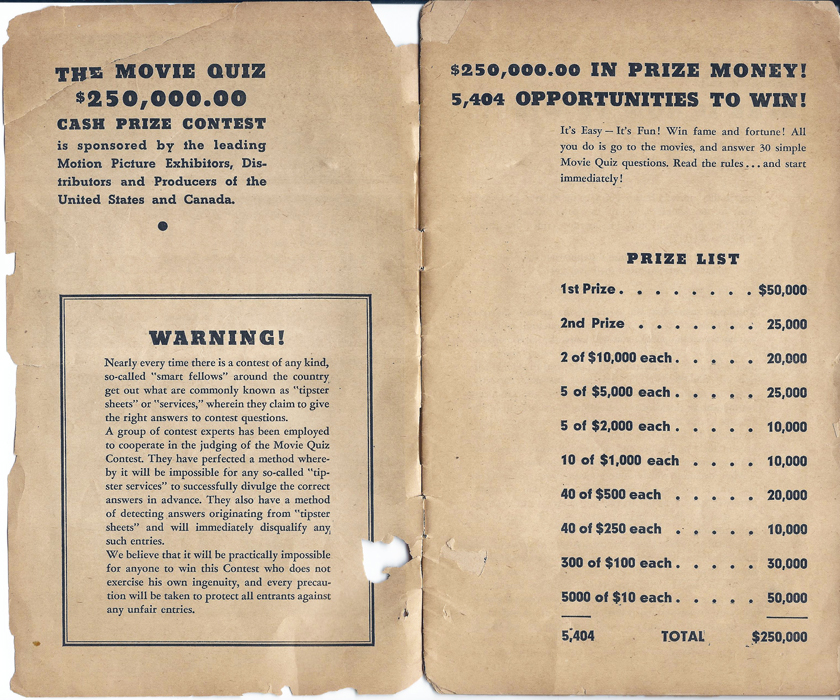 THE MOVIE QUIZ
$250,000.00
CASH PRIZE CONTEST
is sponsored by the leading
Motion Picture Exhibitors, Dis-
tributors and Producers of the
United States and Canada.
WARNING!
Nearly every time there is a contest of any kind,
so-called "smart fellows" around the country
get out what are commonly known as "tipster
sheets" or "services," wherein they claim to give
the right answers to contest questions.
A group of contest experts has been employed
to cooperate in the judging of the Movie Quiz
Contest. They have perfected a method where-
by it will be impossible for any so-called "tip-
ster services" to successfully divulge the correct
answers in advance. They also have a method
of detecting answers originating from "tipster
sheets" and will immediately disqualify any
such entries.
We believe that it will be practically impossible
for anyone to win this Contest who does not
exercise his own ingenuity, and every precau-
tion will be taken to protect all entrants against
any unfair entries.
$250,000.00 IN PRIZE MONEY!
5,404 OPPORTUNITIES TO WIN!
It's Easy — It's Fun! Win fame and fortune! All
you do is go to the movies, and answer 30 simple
Movie Quiz questions. Read the rules...and start
immediately!
PRIZE LIST
1st Prize. . . . . . . . $50,000
2nd Prize . . . . . . . 25,000
2 of $10,000 each. . . . . 20,000
5 of $5,000 each. . . . . 25,000
5 of $2,000 each. . . . . 10,000
10 of $1,000 each . . . . 10,000
40 of $500 each . . . . . 20,000
40 of $250 each . . . . . 10,000
300 of $100 each. . . . . 30,000
5000 of $10 each. . . . . 50,000
5,404 TOTAL $250,000